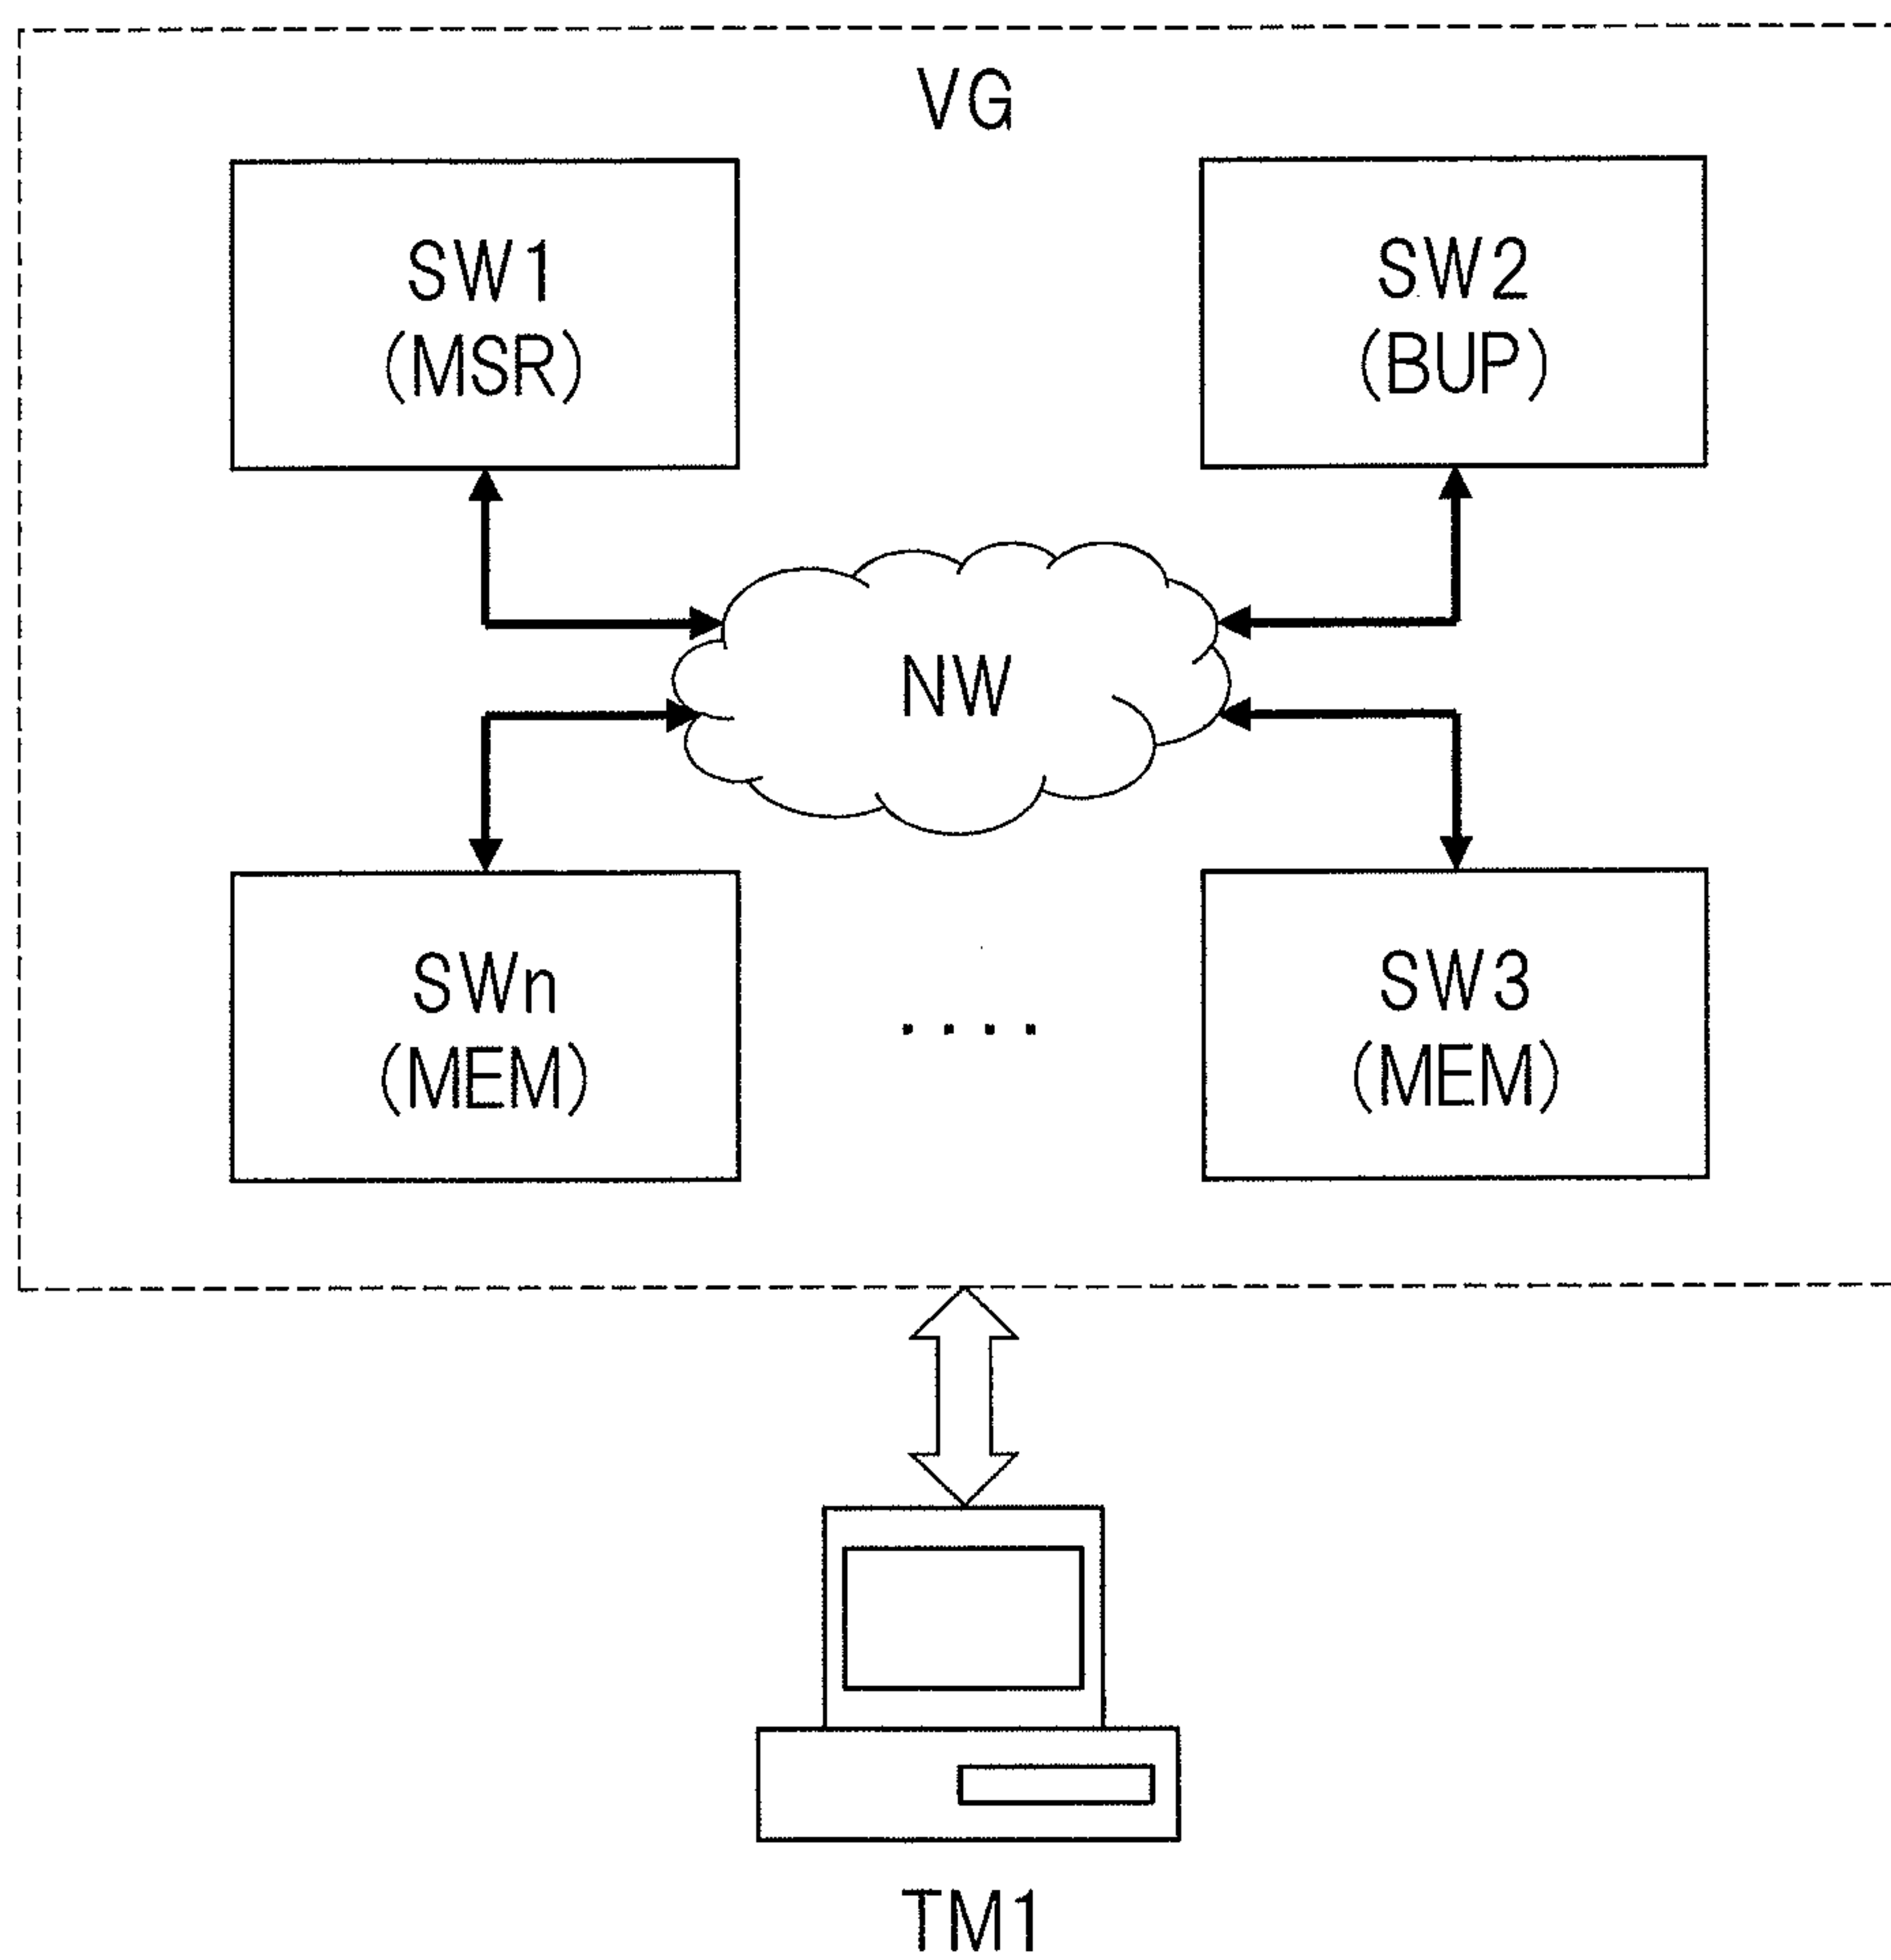 VG
SW1
(MSR)
SW2
(BUP)
NW
SWn
(MEM)
....
SW3
(MEM)
TM1